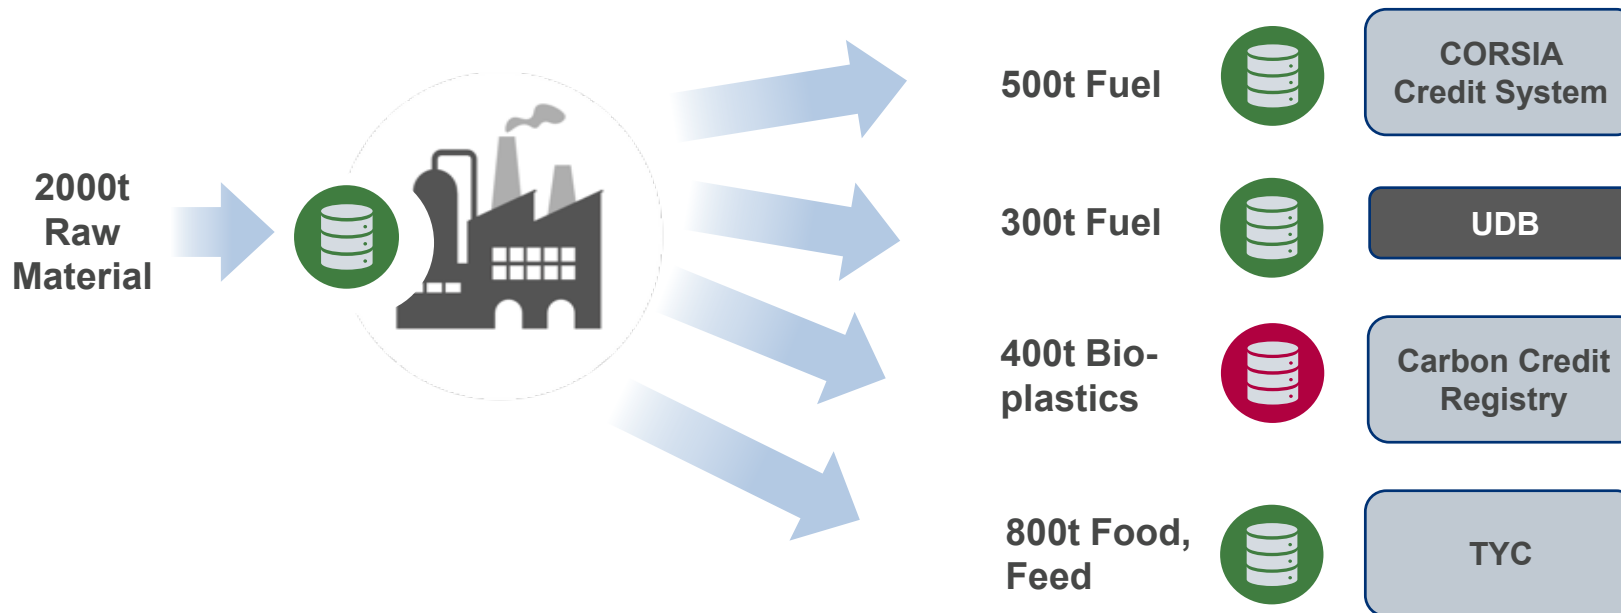 2000t
Raw
Material
500t Fuel
CORSIA
Credit System
300t Fuel
UDB
400t Bio-
plastics
Carbon Credit
Registry
800t Food,
Feed
TYC